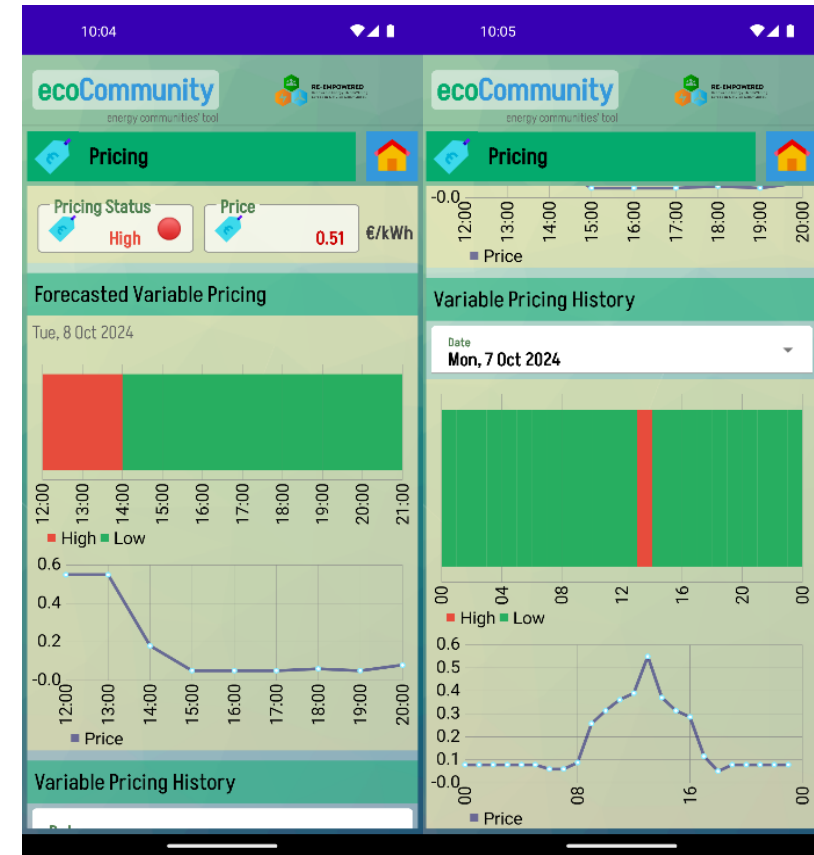 10:04
ecoCommunity
energy communities' tool
RE-EMPOWERED
Pricing
Pricing Status
High
Price
0.51
€/kWh
Forecasted Variable Pricing
Tue, 8 Oct 2024
12:00 13:00 14:00 15:00 16:00 17:00 18:00 19:00 20:00 21:00
High Low
0.6
0.4
0.2
-0.0
12:00 13:00 14:00 15:00 16:00 17:00 18:00 19:00 20:00
Price
Variable Pricing History
10:05
ecoCommunity
energy communities' tool
RE-EMPOWERED
Pricing
-0.0
12:00 13:00 14:00 15:00 16:00 17:00 18:00 19:00 20:00
Price
Variable Pricing History
Date
Mon, 7 Oct 2024
00 04 08 12 16 20 00
High Low
0.6
0.5
0.4
0.3
0.2
0.1
-0.0
00 08 16 00
Price